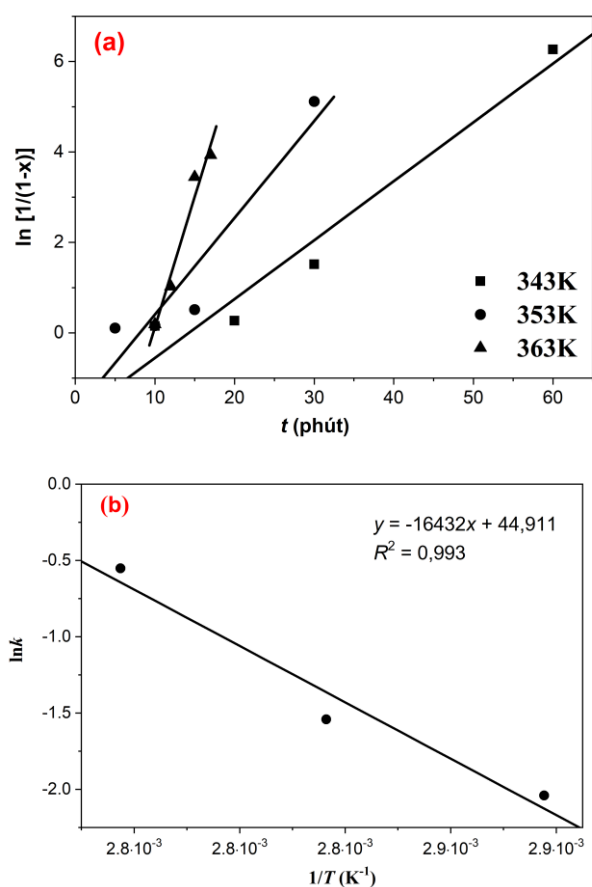 (a)
ln [1/(1-x)]
6
4
2
0
0 10 20 30 40 50 60
t (phút)
343K
353K
363K
(b)
y = -16432x + 44,911
R² = 0,993
lnk
0.0
-0.5
-1.0
-1.5
-2.0
2.8·10⁻³ 2.8·10⁻³ 2.8·10⁻³ 2.9·10⁻³ 2.9·10⁻³
1/T (K⁻¹)